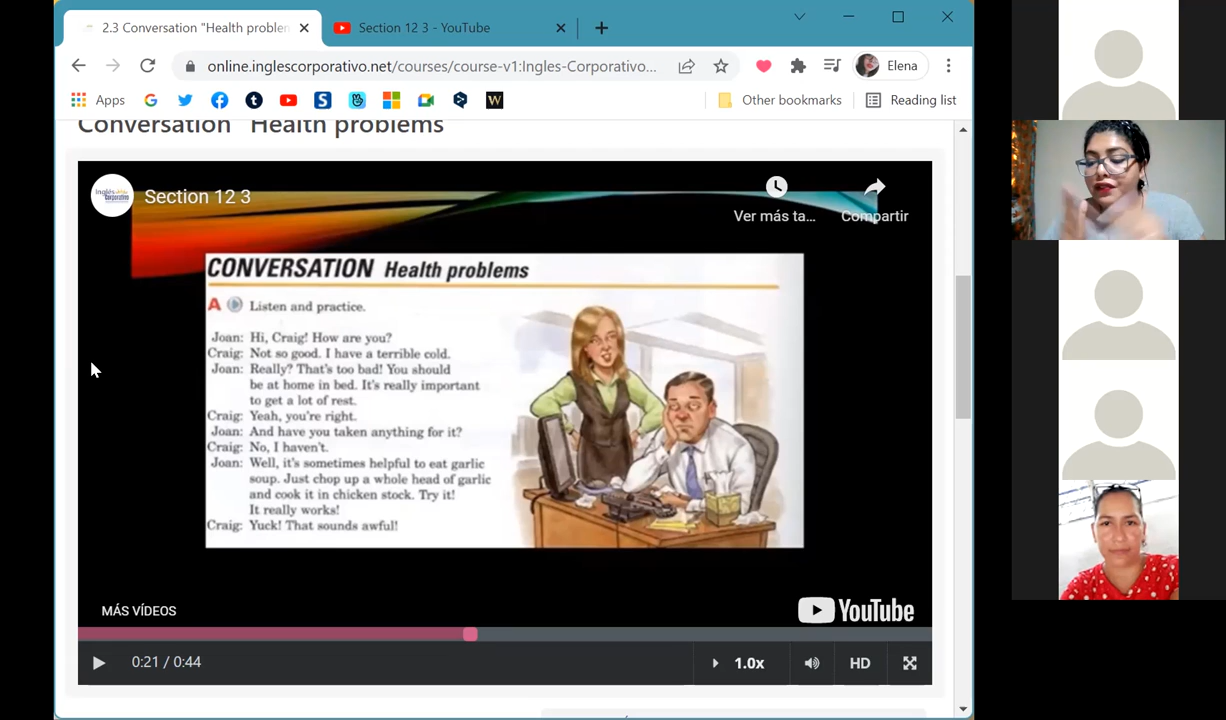 2.3 Conversation "Health problem
Section 12 3 - YouTube
online.inglescorporativo.net/courses/course-v1:Ingles-Corporativo...
Elena
Apps
Other bookmarks
Reading list
Conversation "Health problems
Section 12 3
Ver más ta...
Compartir
CONVERSATION Health problems
A Listen and practice.
Joan: Hi, Craig! How are you?
Craig: Not so good. I have a terrible cold.
Joan: Really? That's too bad! You should
be at home in bed. It's really important
to get a lot of rest.
Craig: Yeah, you're right.
Joan: And have you taken anything for it?
Craig: No, I haven't.
Joan: Well, it's sometimes helpful to eat garlic
soup. Just chop up a whole head of garlic
and cook it in chicken stock. Try it!
It really works!
Craig: Yuck! That sounds awful!
MÁS VÍDEOS
YouTube
0:21 / 0:44
1.0x
HD